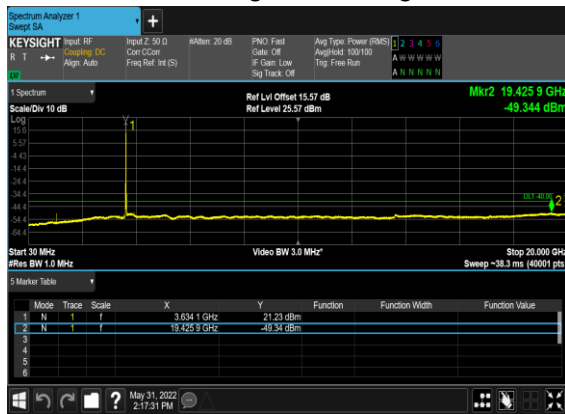 Spectrum Analyzer 1
Swept SA
+
KEYSIGHT Input: RF Input Z: 50 Ω #Atten: 20 dB PNO: Fast Avg Type: Power (RMS) 1 2 3 4 5 6
R T Coupling: DC Corr CCorr Gate: Off Avg|Hold: 100/100 A W W W W W
Align: Auto Freq Ref: Int (S) IF Gain: Low Trig: Free Run
Sig Track: Off A N N N N N
1 Spectrum Ref Lvl Offset 15.57 dB Mkr2 19.425 9 GHz
Scale/Div 10 dB Ref Level 25.57 dBm -49.344 dBm
Log
15.6 1
5.57
-4.43
-14.4
-24.4
-34.4 DL1 -40.00 2
-44.4
-54.4
-64.4
Start 30 MHz Video BW 3.0 MHz* Stop 20.000 GHz
#Res BW 1.0 MHz Sweep ~38.3 ms (40001 pts)
5 Marker Table
Mode Trace Scale X Y Function Function Width Function Value
1 N 1 f 3.634 1 GHz 21.23 dBm
2 N 1 f 19.425 9 GHz -49.34 dBm
3
4
5
6
? May 31, 2022
2:17:31 PM